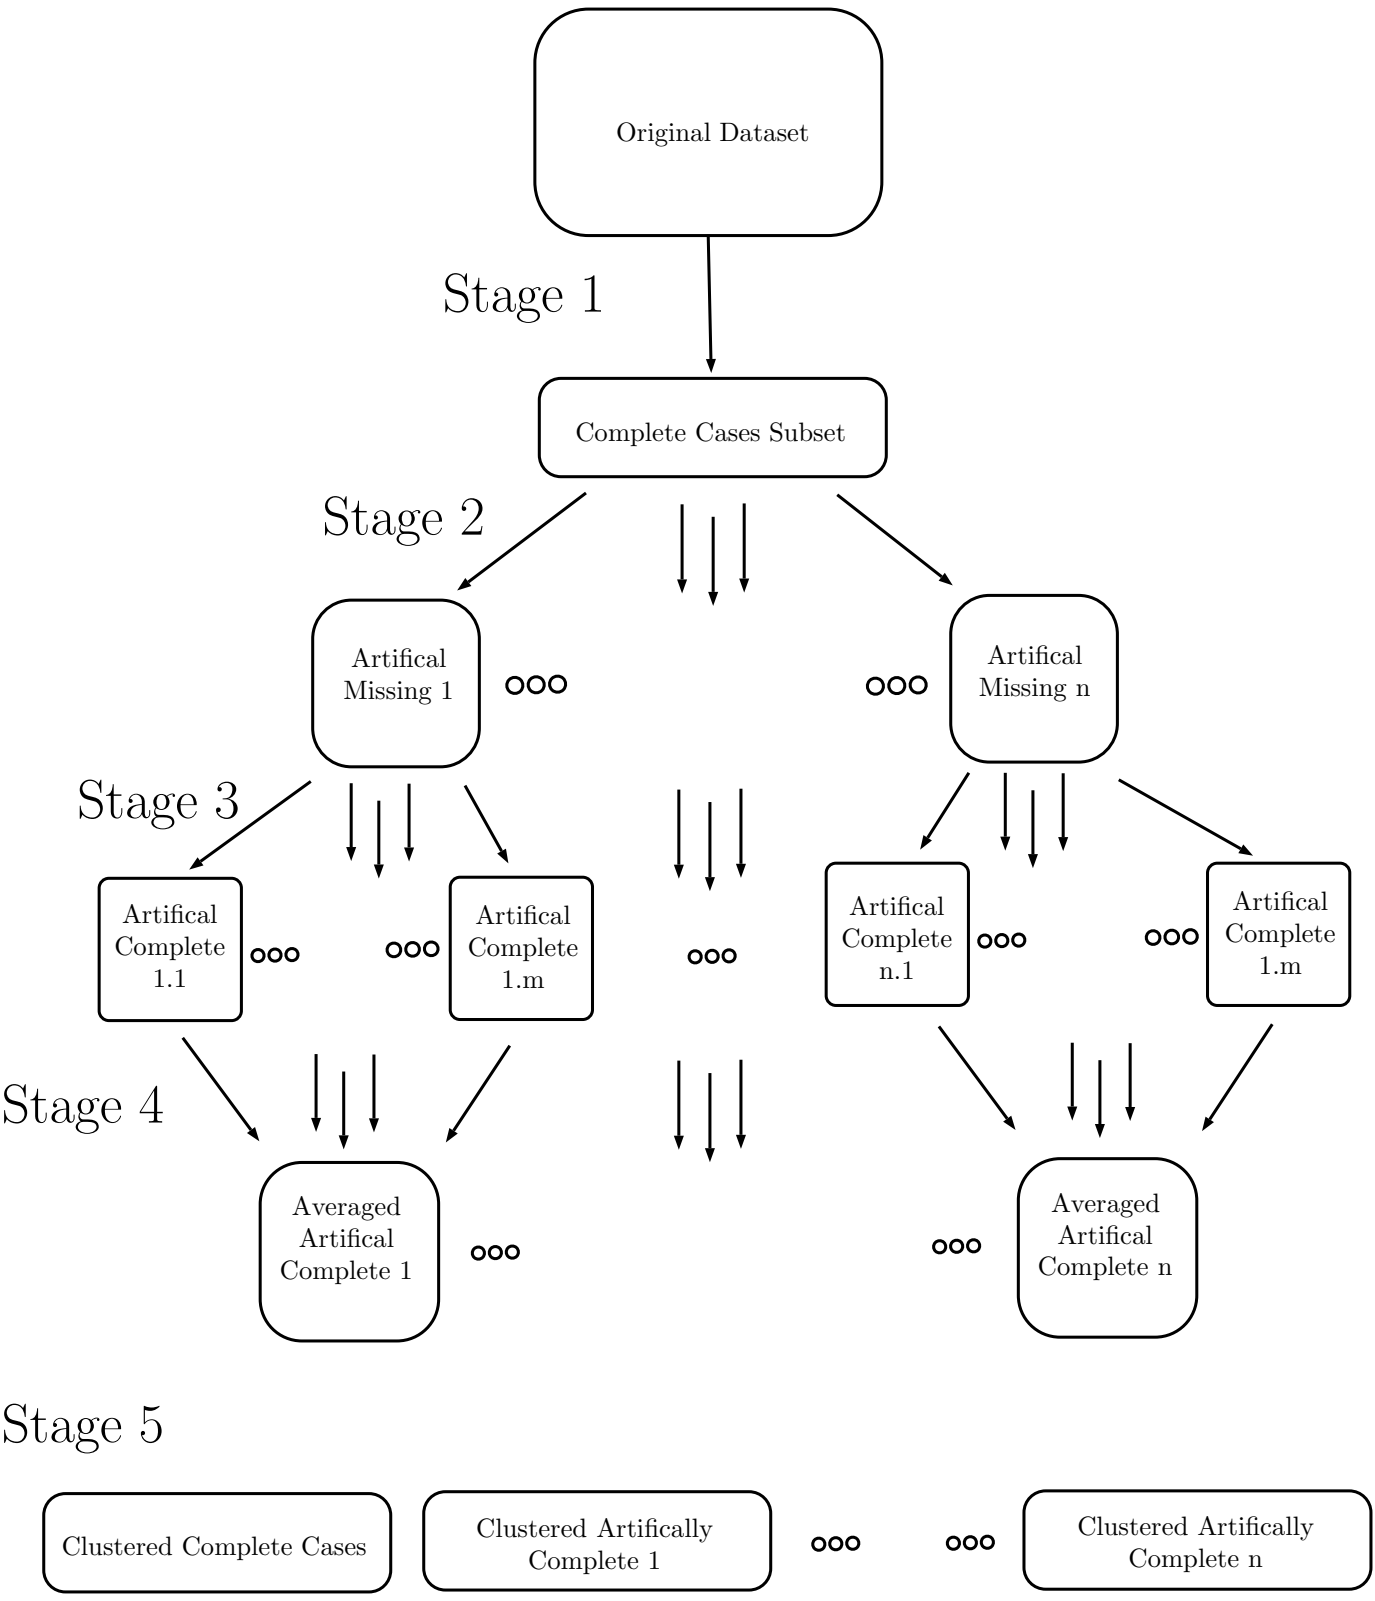 Original Dataset
Stage 1
Complete Cases Subset
Stage 2
Artifical
Missing 1
Artifical
Missing n
Stage 3
Artifical
Complete
1.1
Artifical
Complete
1.m
Artifical
Complete
n.1
Artifical
Complete
1.m
Stage 4
Averaged
Artifical
Complete 1
Averaged
Artifical
Complete n
Stage 5
Clustered Complete Cases
Clustered Artifically
Complete 1
Clustered Artifically
Complete n